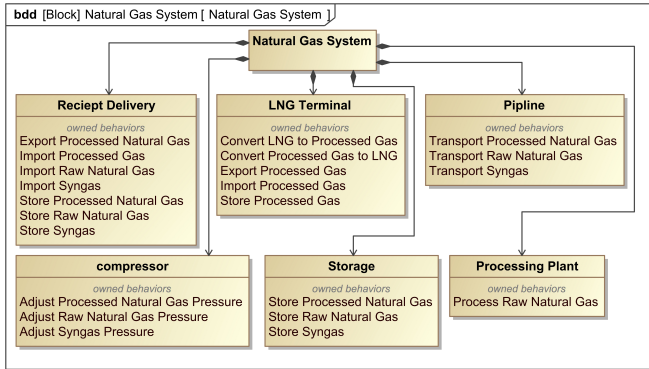 bdd [Block] Natural Gas System [ Natural Gas System ]
Natural Gas System
Reciept Delivery
owned behaviors
Export Processed Natural Gas
Import Processed Gas
Import Raw Natural Gas
Import Syngas
Store Processed Natural Gas
Store Raw Natural Gas
Store Syngas
LNG Terminal
owned behaviors
Convert LNG to Processed Gas
Convert Processed Gas to LNG
Export Processed Gas
Import Processed Gas
Store Processed Gas
Pipline
owned behaviors
Transport Processed Natural Gas
Transport Raw Natural Gas
Transport Syngas
compressor
owned behaviors
Adjust Processed Natural Gas Pressure
Adjust Raw Natural Gas Pressure
Adjust Syngas Pressure
Storage
owned behaviors
Store Processed Natural Gas
Store Raw Natural Gas
Store Syngas
Processing Plant
owned behaviors
Process Raw Natural Gas